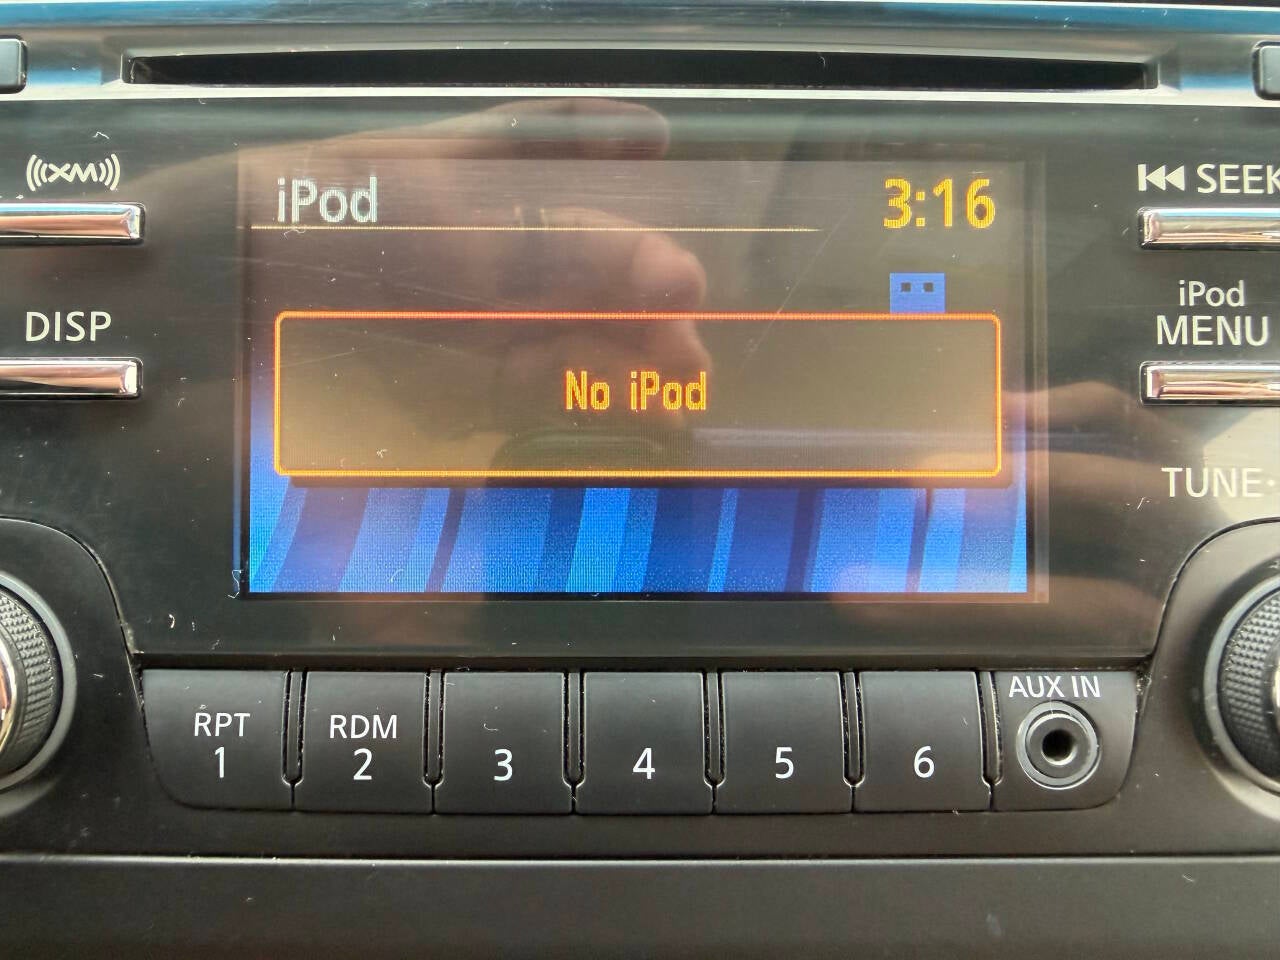 XM
iPod 3:16
SEEK
DISP
iPod
MENU
No iPod
TUNE
RPT
1
RDM
2
3
4
5
6
AUX IN